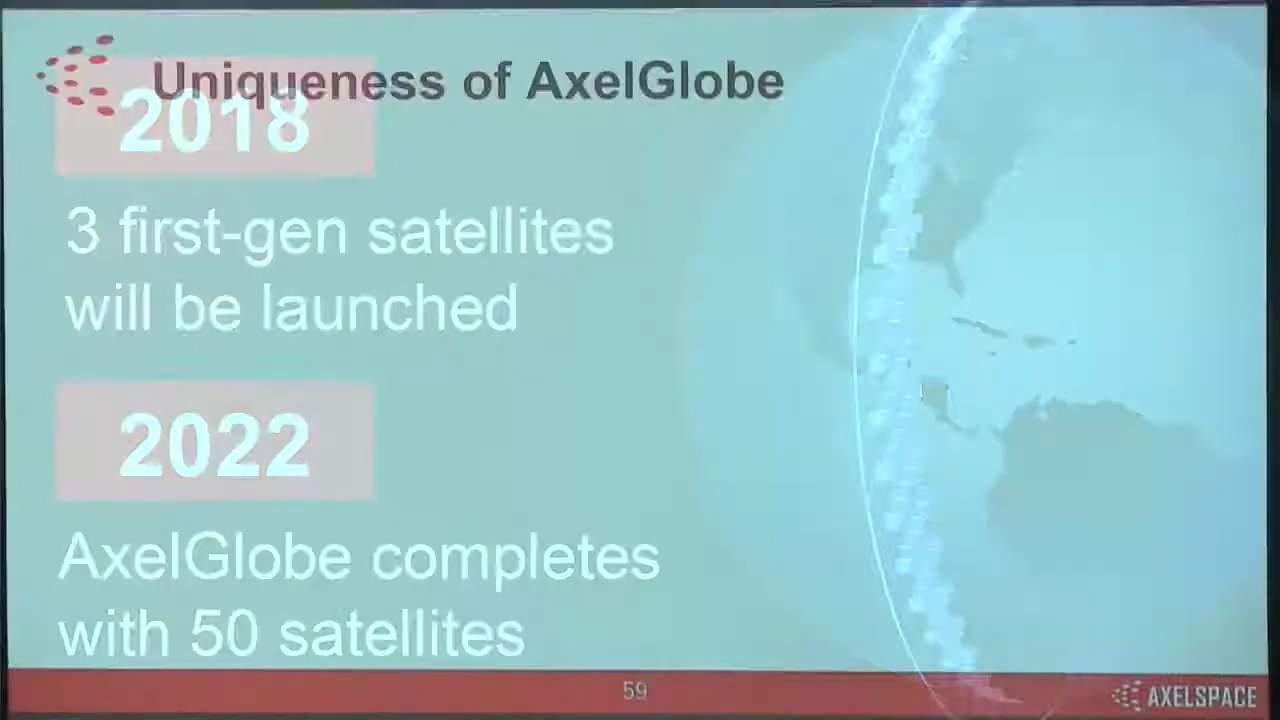 Uniqueness of AxelGlobe
2018
3 first-gen satellites
will be launched
2022
AxelGlobe completes
with 50 satellites
59
AXELSPACE